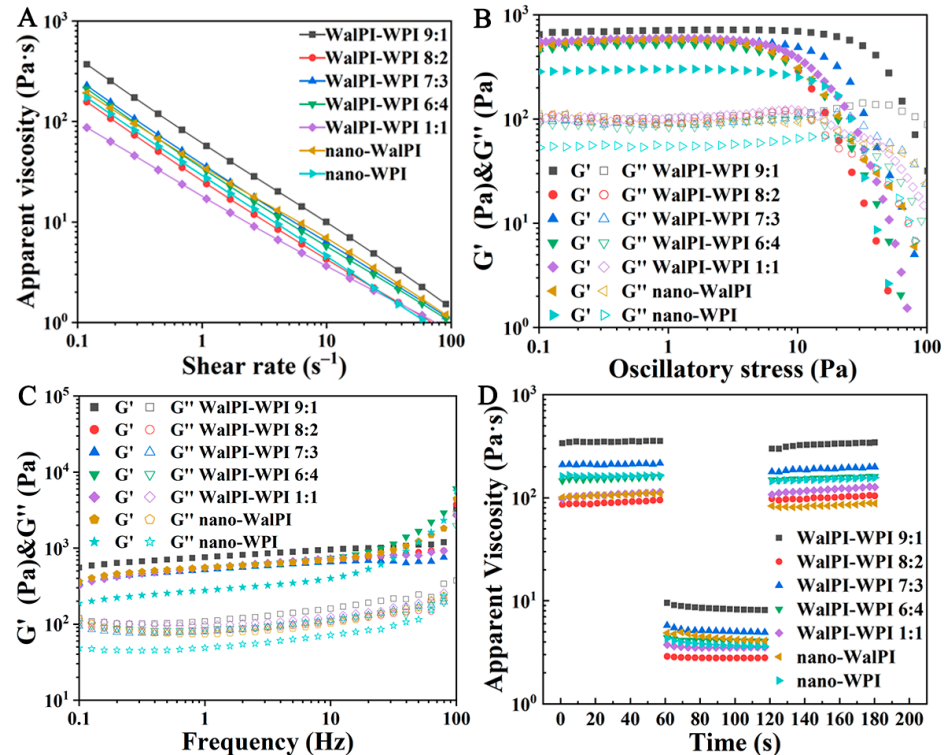 A
Apparent viscosity (Pa·s)
10³
10²
10¹
10⁰
0.1
1
10
100
Shear rate (s⁻¹)
WalPI-WPI 9:1
WalPI-WPI 8:2
WalPI-WPI 7:3
WalPI-WPI 6:4
WalPI-WPI 1:1
nano-WalPI
nano-WPI
B
G' (Pa)&G'' (Pa)
10³
10²
10¹
10⁰
0.1
1
10
100
Oscillatory stress (Pa)
G' G'' WalPI-WPI 9:1
G' G'' WalPI-WPI 8:2
G' G'' WalPI-WPI 7:3
G' G'' WalPI-WPI 6:4
G' G'' WalPI-WPI 1:1
G' G'' nano-WalPI
G' G'' nano-WPI
C
G' (Pa)&G'' (Pa)
10⁵
10⁴
10³
10²
10¹
0.1
1
10
100
Frequency (Hz)
G' G'' WalPI-WPI 9:1
G' G'' WalPI-WPI 8:2
G' G'' WalPI-WPI 7:3
G' G'' WalPI-WPI 6:4
G' G'' WalPI-WPI 1:1
G' G'' nano-WalPI
G' G'' nano-WPI
D
Apparent Viscosity (Pa·s)
10³
10²
10¹
10⁰
0 20 40 60 80 100 120 140 160 180 200
Time (s)
WalPI-WPI 9:1
WalPI-WPI 8:2
WalPI-WPI 7:3
WalPI-WPI 6:4
WalPI-WPI 1:1
nano-WalPI
nano-WPI